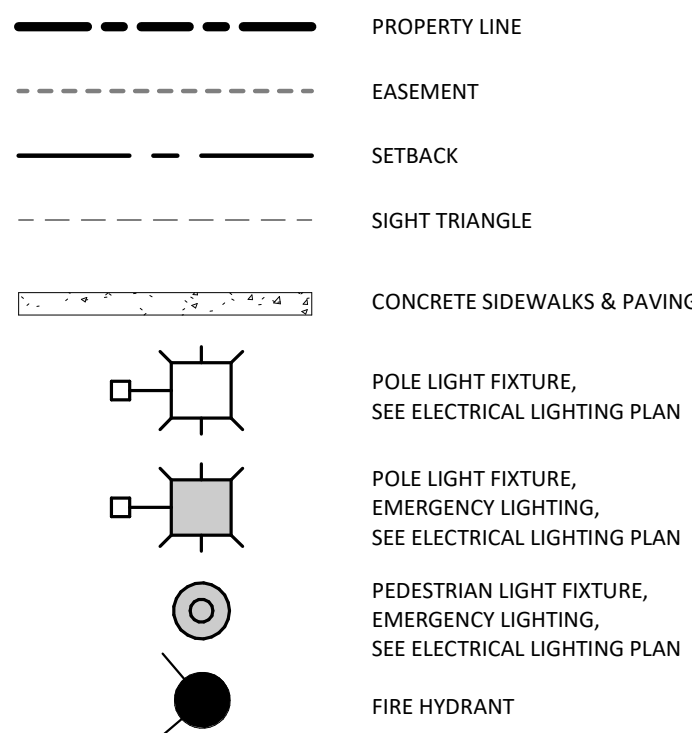 PROPERTY LINE
EASEMENT
SETBACK
SIGHT TRIANGLE
CONCRETE SIDEWALKS & PAVING
POLE LIGHT FIXTURE,
SEE ELECTRICAL LIGHTING PLAN
POLE LIGHT FIXTURE,
EMERGENCY LIGHTING,
SEE ELECTRICAL LIGHTING PLAN
PEDESTRIAN LIGHT FIXTURE,
EMERGENCY LIGHTING,
SEE ELECTRICAL LIGHTING PLAN
FIRE HYDRANT